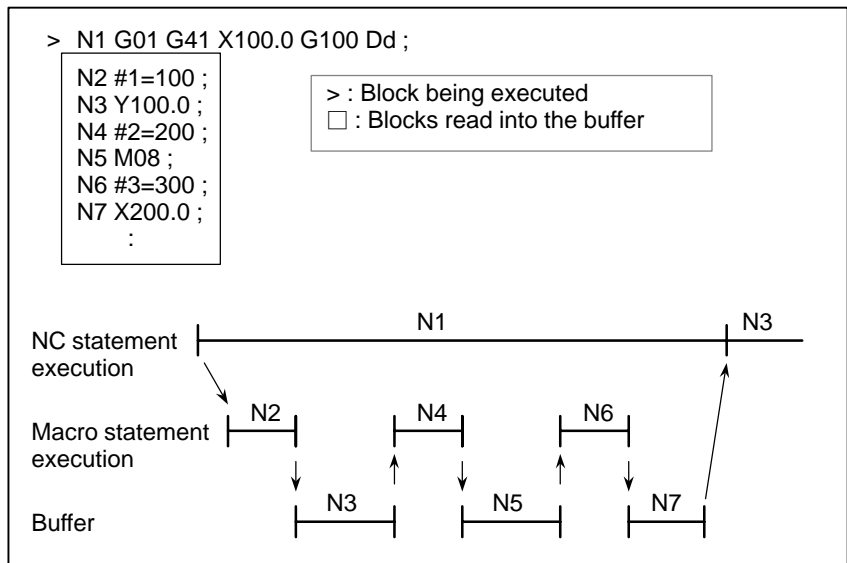 > N1 G01 G41 X100.0 G100 Dd ;
N2 #1=100 ;
N3 Y100.0 ;
N4 #2=200 ;
N5 M08 ;
N6 #3=300 ;
N7 X200.0 ;
:
> : Block being executed
□ : Blocks read into the buffer
N1 N3
NC statement
execution
N2 N4 N6
Macro statement
execution
N3 N5 N7
Buffer